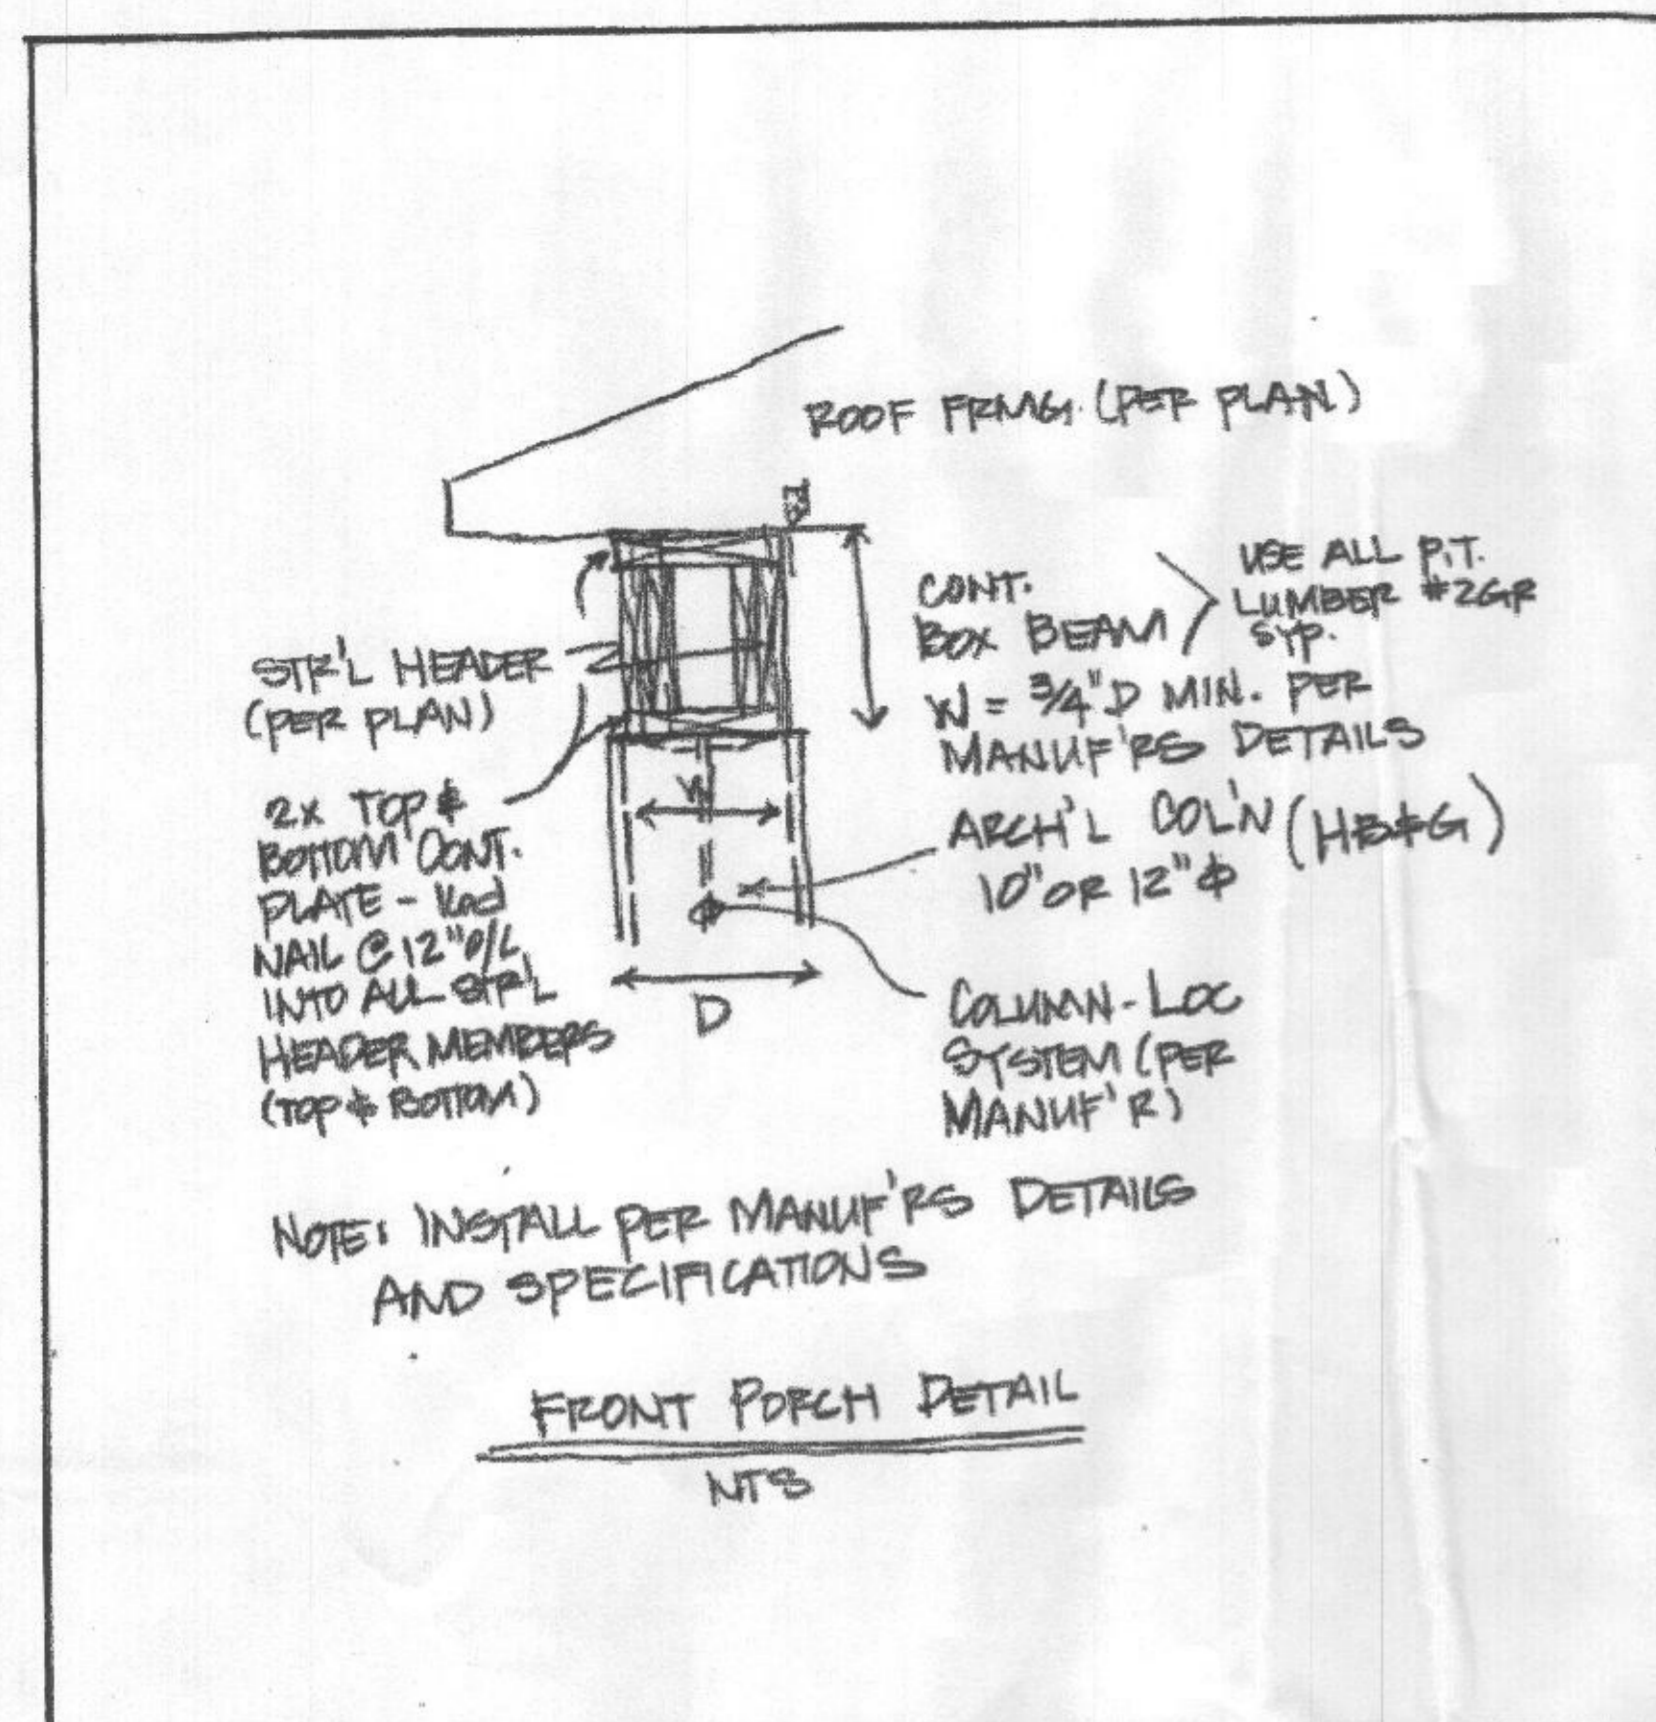 ROOF FRMG. (PER PLAN)
CONT.
BOX BEAM
USE ALL P.T.
LUMBER #2GR
SYP.
W = 3/4" D MIN. PER
MANUF'RS DETAILS
STR'L HEADER
(PER PLAN)
2x TOP &
BOTTOM CONT.
PLATE - 16d
NAIL @ 12" O/C
INTO ALL STR'L
HEADER MEMBERS
(TOP & BOTTOM)
W
D
ARCH'L COL'N (HB&G)
10" OR 12" φ
COLUMN-LOC
SYSTEM (PER
MANUF'R)
NOTE: INSTALL PER MANUF'RS DETAILS
AND SPECIFICATIONS
FRONT PORCH DETAIL
NTS